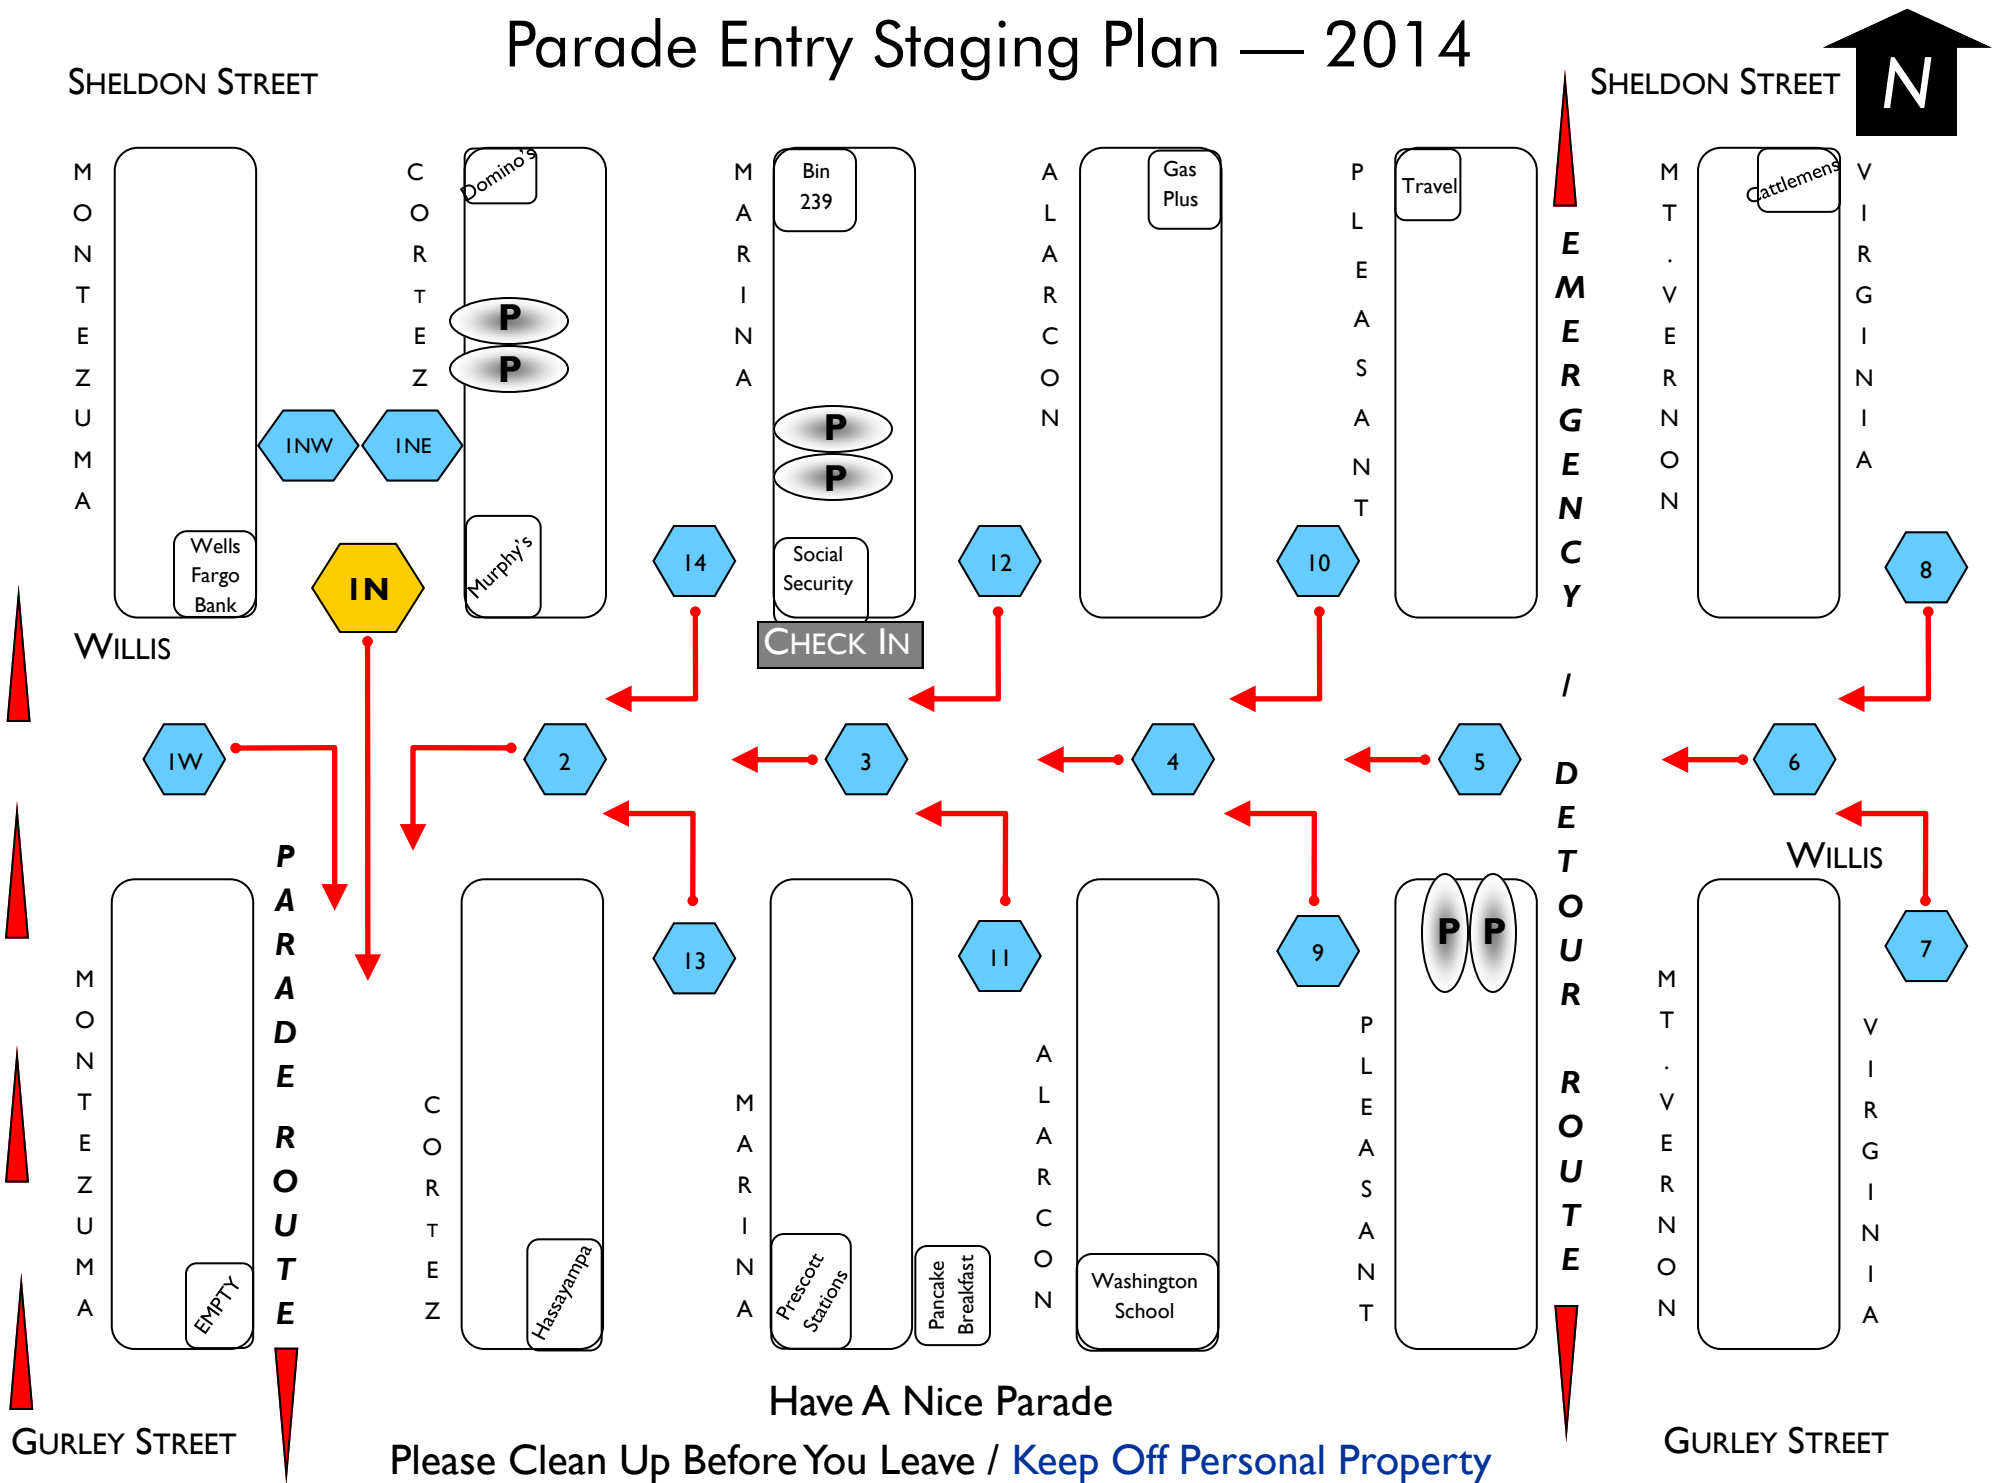 Parade Entry Staging Plan — 2014
SHELDON STREET
SHELDON STREET
N
MONTEZUMA
CORTEZ
Domino's
MARINA
Bin
239
ALARCON
Gas
Plus
PLEASANT
Travel
MT.VERNON
Cattlemens
VIRGINIA
P
P
P
P
1NW
1NE
Wells
Fargo
Bank
1N
Murphy's
14
Social
Security
12
10
8
CHECK IN
WILLIS
EMERGENCY / DETOUR ROUTE
1W
2
3
4
5
6
WILLIS
PARADE ROUTE
13
11
9
P
P
7
MONTEZUMA
CORTEZ
MARINA
ALARCON
PLEASANT
MT.VERNON
VIRGINIA
EMPTY
Hassayampa
Prescott
Stations
Pancake
Breakfast
Washington
School
Have A Nice Parade
GURLEY STREET
GURLEY STREET
Please Clean Up Before You Leave / Keep Off Personal Property